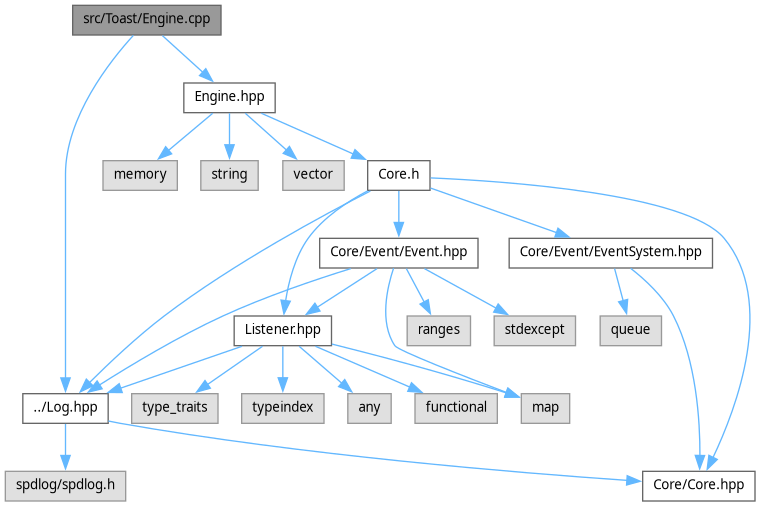 src/Toast/Engine.cpp
Engine.hpp
memory
string
vector
Core.h
Core/Event/Event.hpp
Core/Event/EventSystem.hpp
Listener.hpp
ranges
stdexcept
queue
../Log.hpp
type_traits
typeindex
any
functional
map
spdlog/spdlog.h
Core/Core.hpp